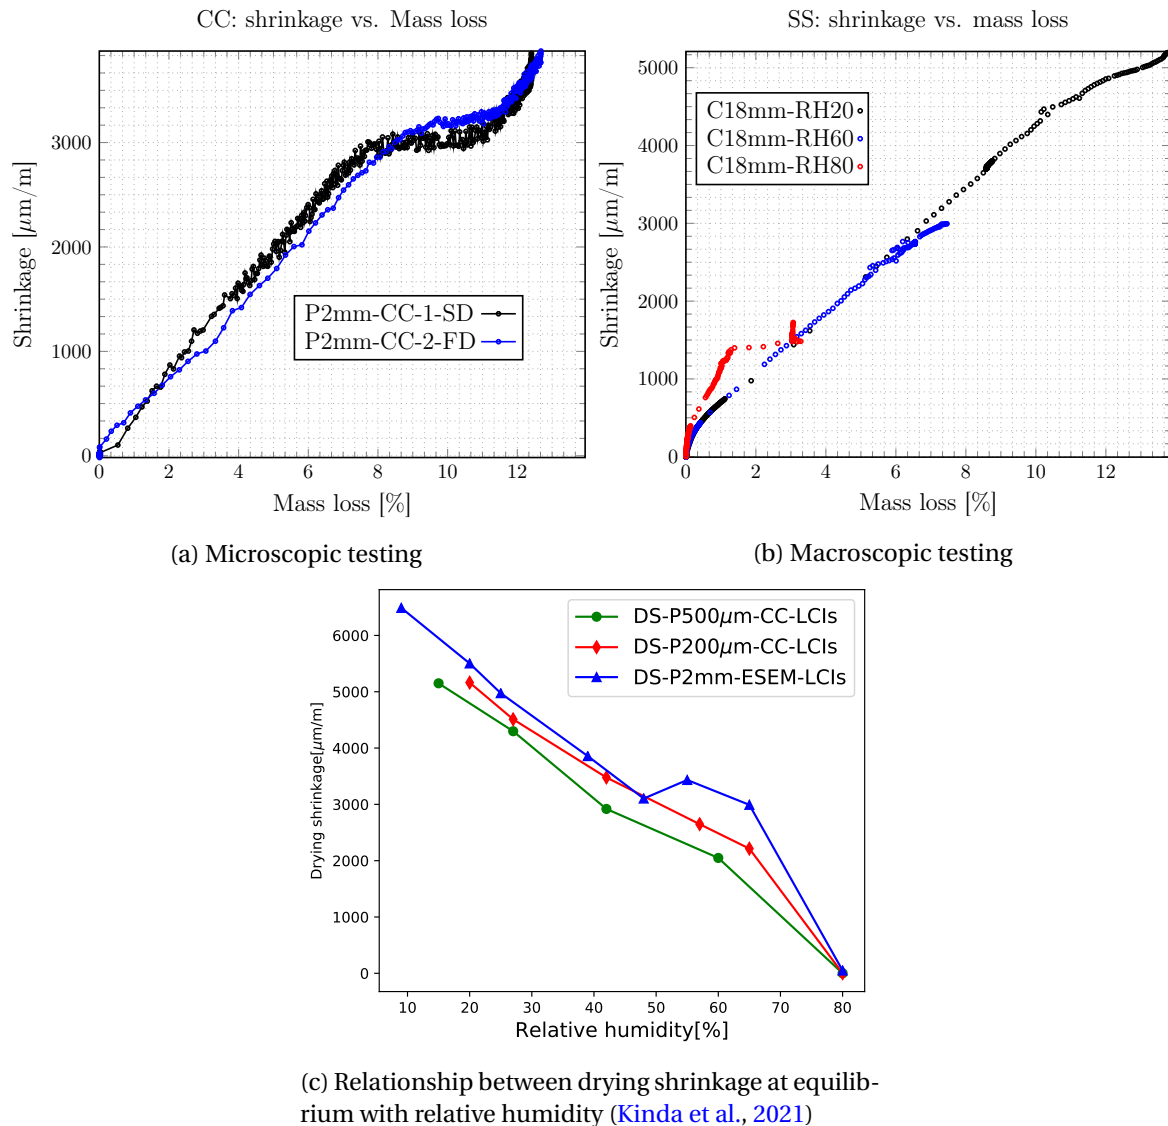 CC: shrinkage vs. Mass loss
Shrinkage [μm/m]
3000
2000
1000
0
P2mm-CC-1-SD
P2mm-CC-2-FD
0 2 4 6 8 10 12
Mass loss [%]
(a) Microscopic testing
SS: shrinkage vs. mass loss
Shrinkage [μm/m]
5000
4000
3000
2000
1000
0
C18mm-RH20
C18mm-RH60
C18mm-RH80
0 2 4 6 8 10 12
Mass loss [%]
(b) Macroscopic testing
Drying shrinkage[μm/m]
6000
5000
4000
3000
2000
1000
0
DS-P500μm-CC-LCIs
DS-P200μm-CC-LCIs
DS-P2mm-ESEM-LCIs
10 20 30 40 50 60 70 80
Relative humidity[%]
(c) Relationship between drying shrinkage at equilib-
rium with relative humidity (Kinda et al., 2021)